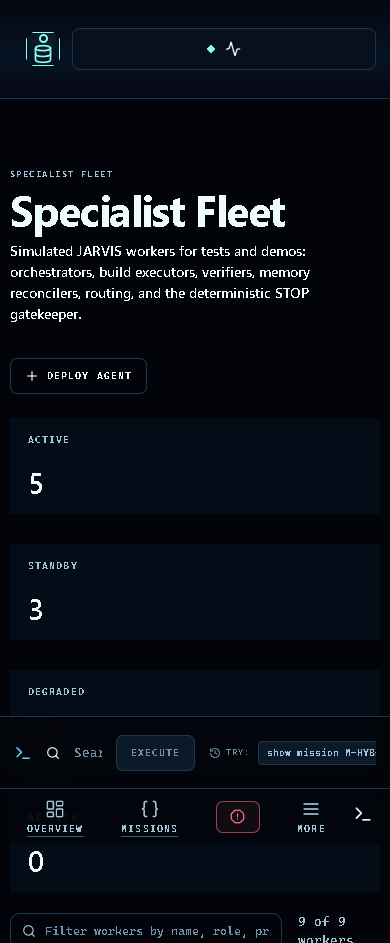 SPECIALIST FLEET
Specialist Fleet
Simulated JARVIS workers for tests and demos:
orchestrators, build executors, verifiers, memory
reconcilers, routing, and the deterministic STOP
gatekeeper.
DEPLOY AGENT
ACTIVE
5
STANDBY
3
DEGRADED
Sear
EXECUTE
TRY:
show mission M-HYB
OVERVIEW
MISSIONS
MORE
0
Filter workers by name, role, pr
9 of 9
workers